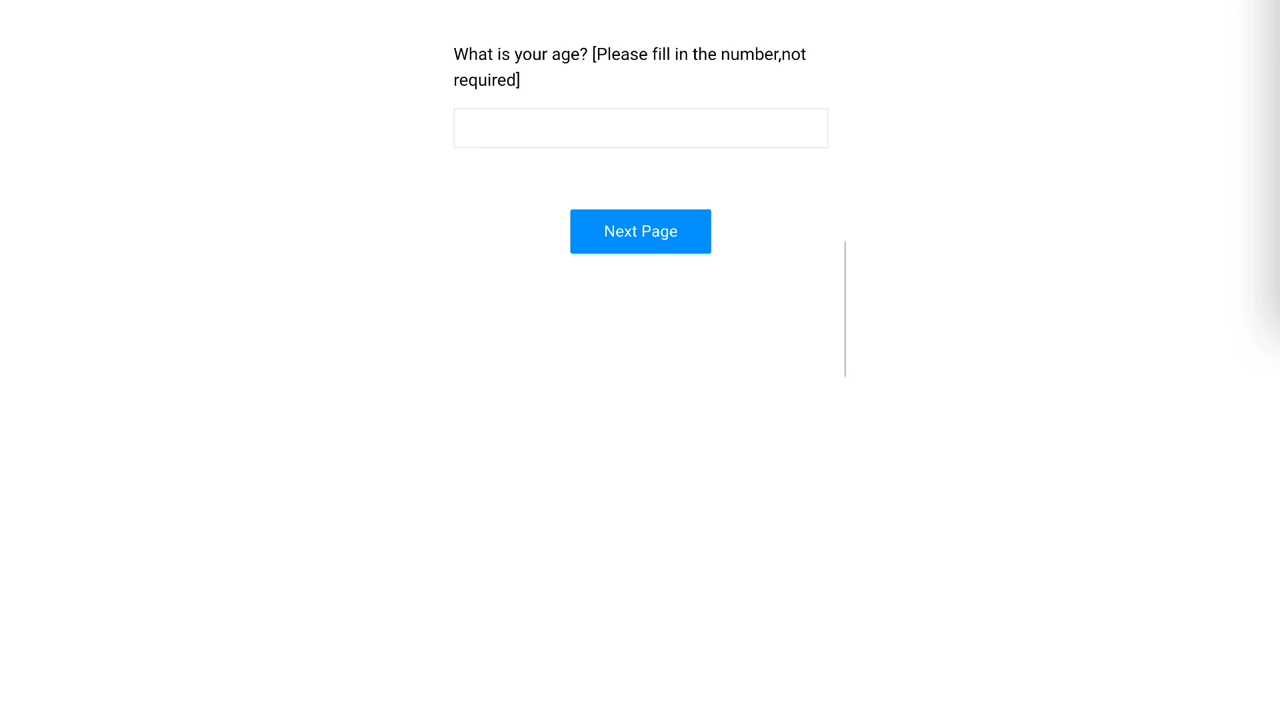 What is your age? [Please fill in the number,not
required]
Next Page